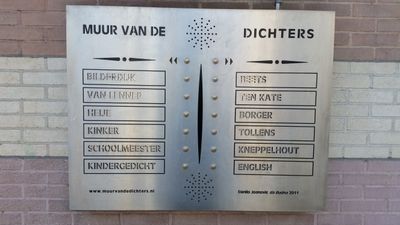 MUUR VAN DE DICHTERS
BILDERDIJK
VAN LENNEP
HEIJE
KINKER
SCHOOLMEESTER
KINDERGEDICHT
BEETS
TEN KATE
BORGER
TOLLENS
KNEPPELHOUT
ENGLISH
www.muurvandedichters.nl
2011